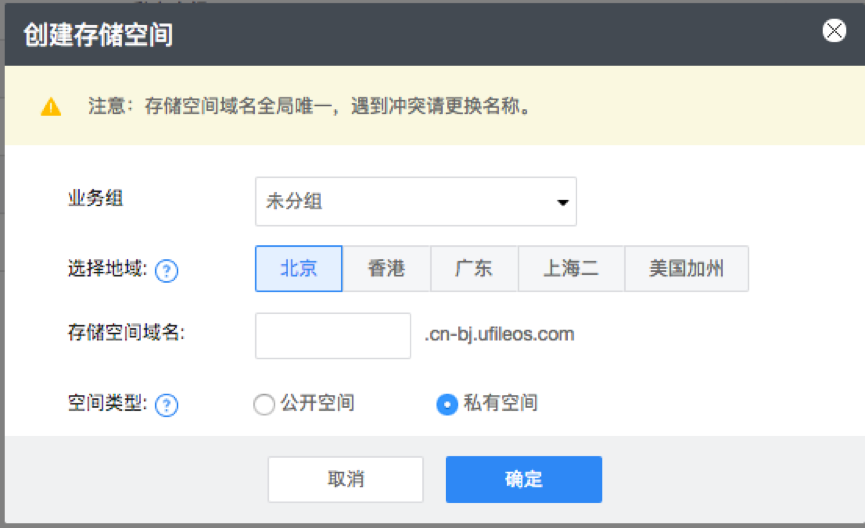 创建存储空间
注意：存储空间域名全局唯一，遇到冲突请更换名称。
业务组 未分组
选择地域: ? 北京 香港 广东 上海二 美国加州
存储空间域名: .cn-bj.ufileos.com
空间类型: ? 公开空间 私有空间
取消 确定